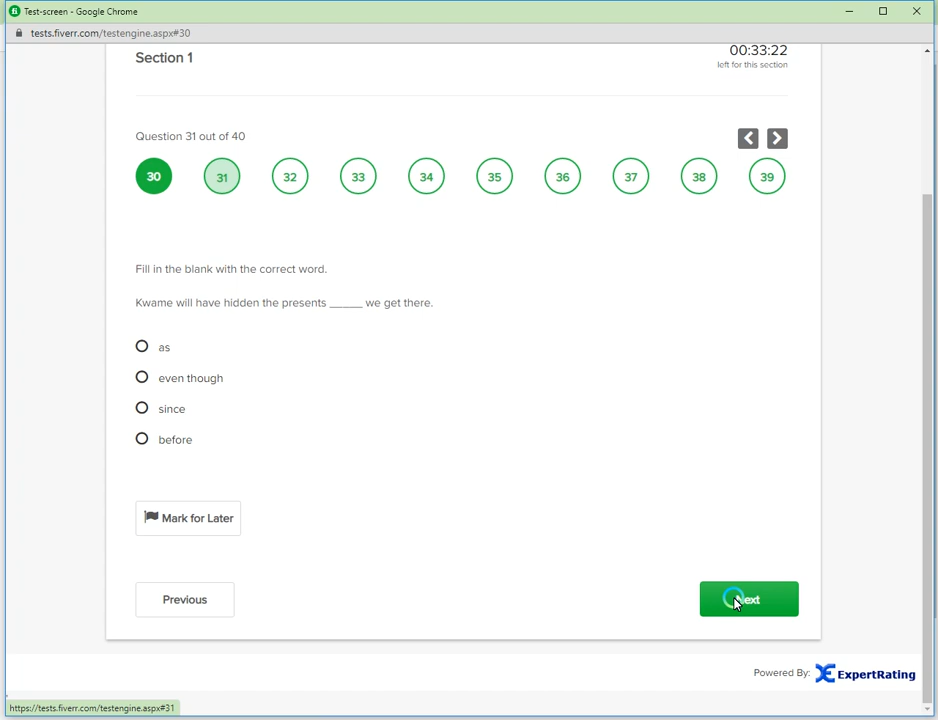 Test-screen - Google Chrome
tests.fiverr.com/testengine.aspx#30
Section 1
00:33:22
left for this section
Question 31 out of 40
30 31 32 33 34 35 36 37 38 39
Fill in the blank with the correct word.
Kwame will have hidden the presents _____ we get there.
as
even though
since
before
Mark for Later
Previous
Next
Powered By: ExpertRating
https://tests.fiverr.com/testengine.aspx#31